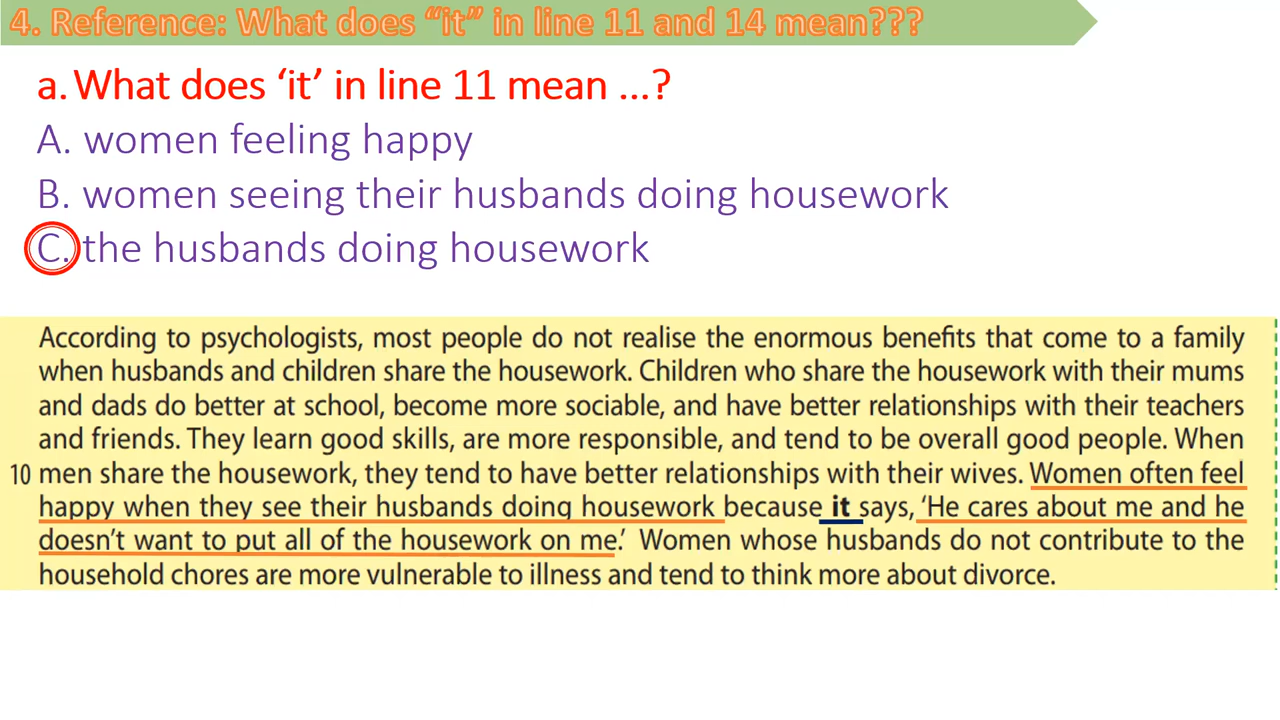 4. Reference: What does “it” in line 11 and 14 mean???
a. What does ‘it’ in line 11 mean ...?
A. women feeling happy
B. women seeing their husbands doing housework
C. the husbands doing housework
According to psychologists, most people do not realise the enormous benefits that come to a family
when husbands and children share the housework. Children who share the housework with their mums
and dads do better at school, become more sociable, and have better relationships with their teachers
and friends. They learn good skills, are more responsible, and tend to be overall good people. When
10 men share the housework, they tend to have better relationships with their wives. Women often feel
happy when they see their husbands doing housework because it says, ‘He cares about me and he
doesn’t want to put all of the housework on me.’ Women whose husbands do not contribute to the
household chores are more vulnerable to illness and tend to think more about divorce.